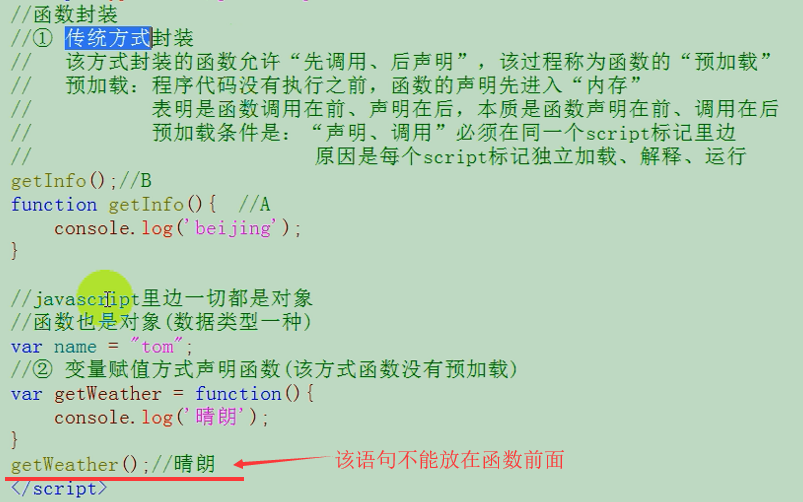 //函数封装
//① 传统方式封装
// 该方式封装的函数允许“先调用、后声明”，该过程称为函数的“预加载”
// 预加载：程序代码没有执行之前，函数的声明先进入“内存”
// 表明是函数调用在前、声明在后，本质是函数声明在前、调用在后
// 预加载条件是：“声明、调用”必须在同一个script标记里边
// 原因是每个script标记独立加载、解释、运行
getInfo();//B
function getInfo(){ //A
console.log('beijing');
}
//javascript里边一切都是对象
//函数也是对象(数据类型一种)
var name = "tom";
//② 变量赋值方式声明函数(该方式函数没有预加载)
var getWeather = function(){
console.log('晴朗');
}
getWeather();//晴朗 该语句不能放在函数前面
</script>